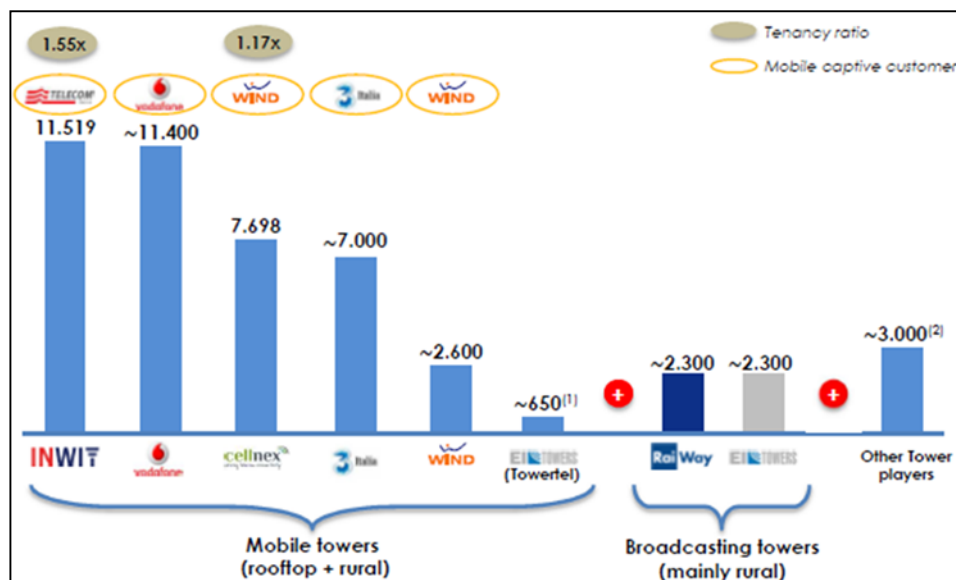 1.55x
1.17x
Tenancy ratio
Mobile captive customer
TELECOM
vodafone
WIND
3 Italia
WIND
11.519
~11.400
7.698
~7.000
~2.600
~650(1)
~2.300
~2.300
~3.000(2)
INWIT
vodafone
cellnex
3 Italia
WIND
EI TOWERS
(Towertel)
Rai Way
EI TOWERS
Other Tower
players
Mobile towers
(rooftop + rural)
Broadcasting towers
(mainly rural)